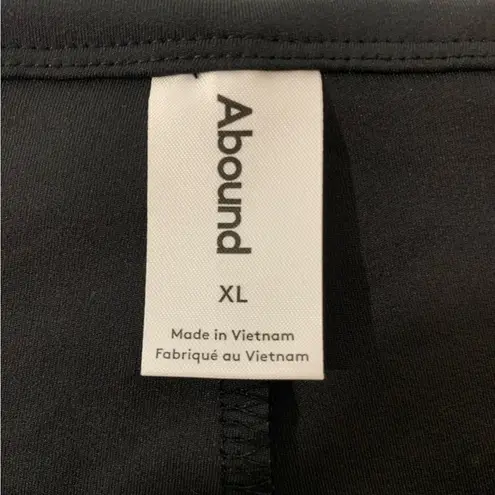 Abound
XL
Made in Vietnam
Fabriqué au Vietnam